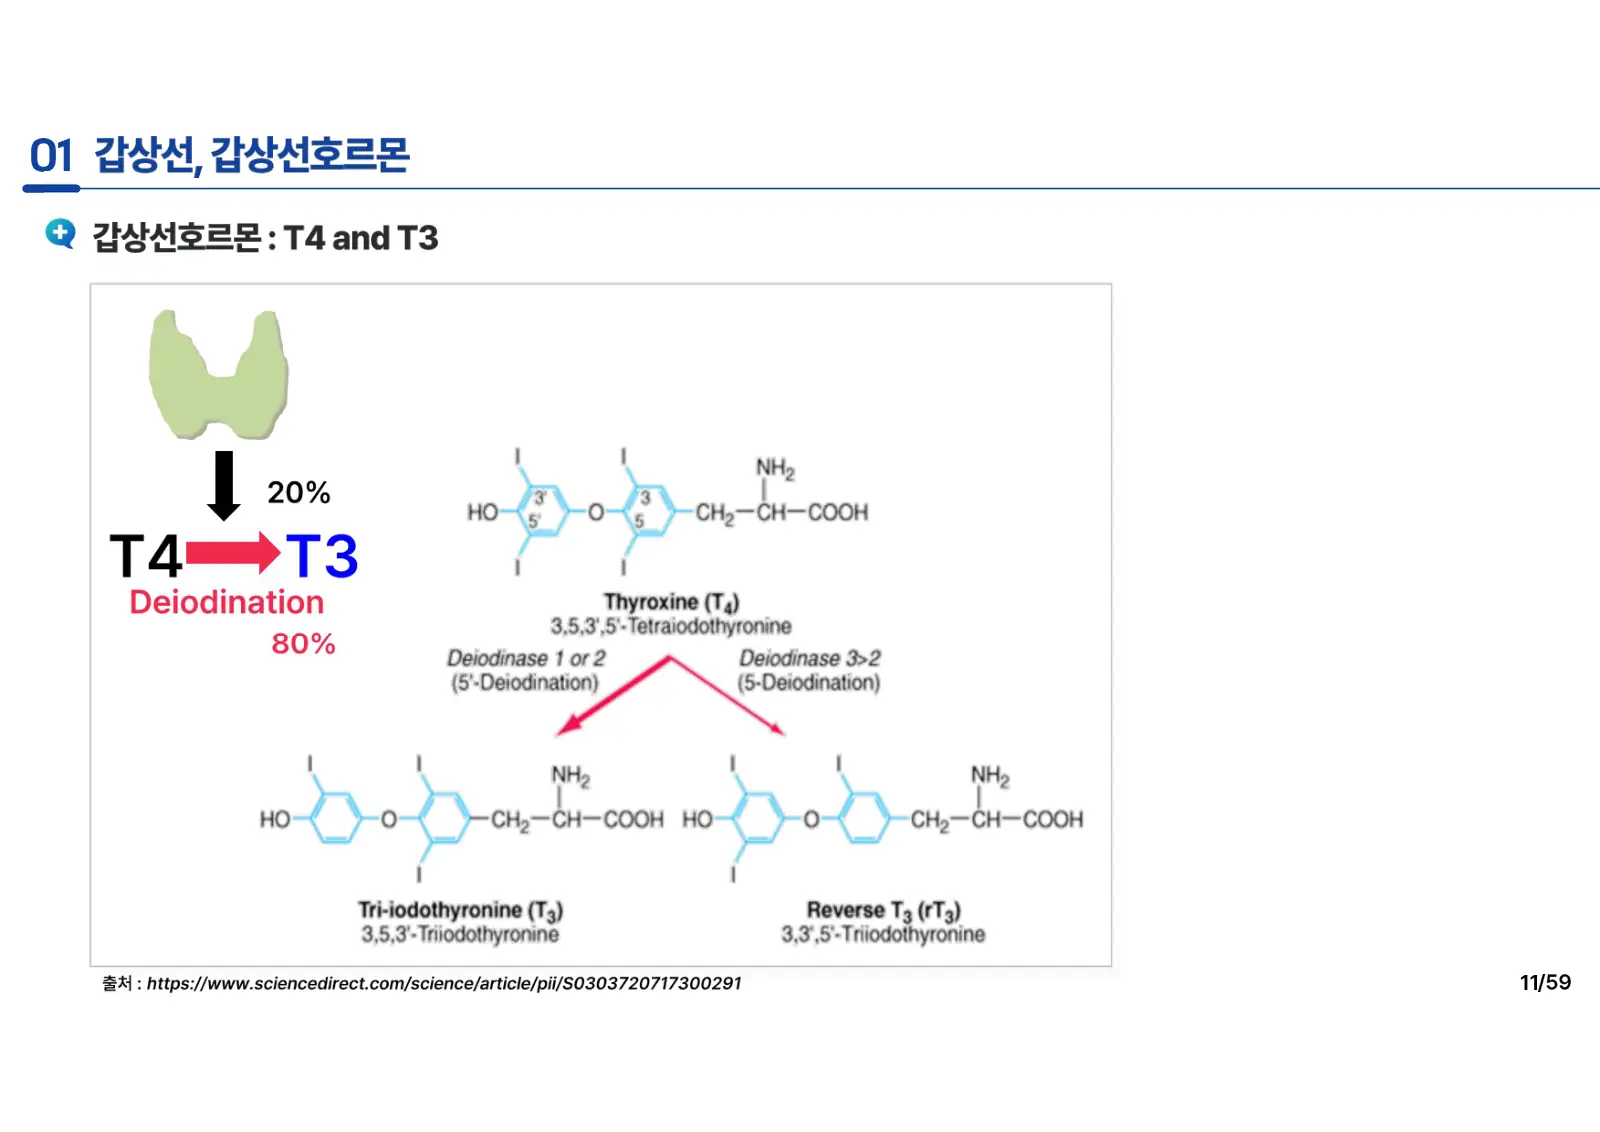 01 갑상선, 갑상선호르몬
갑상선호르몬 : T4 and T3
20%
T4 T3
Deiodination
80%
I I NH2
HO 3' 5' O 3 5 CH2 CH COOH
I I
Thyroxine (T4)
3,5,3',5'-Tetraiodothyronine
Deiodinase 1 or 2
(5'-Deiodination)
Deiodinase 3>2
(5-Deiodination)
I I NH2
HO O CH2 CH COOH
I
Tri-iodothyronine (T3)
3,5,3'-Triiodothyronine
I I NH2
HO O CH2 CH COOH
I
Reverse T3 (rT3)
3,3',5'-Triiodothyronine
출처 : https://www.sciencedirect.com/science/article/pii/S0303720717300291
11/59